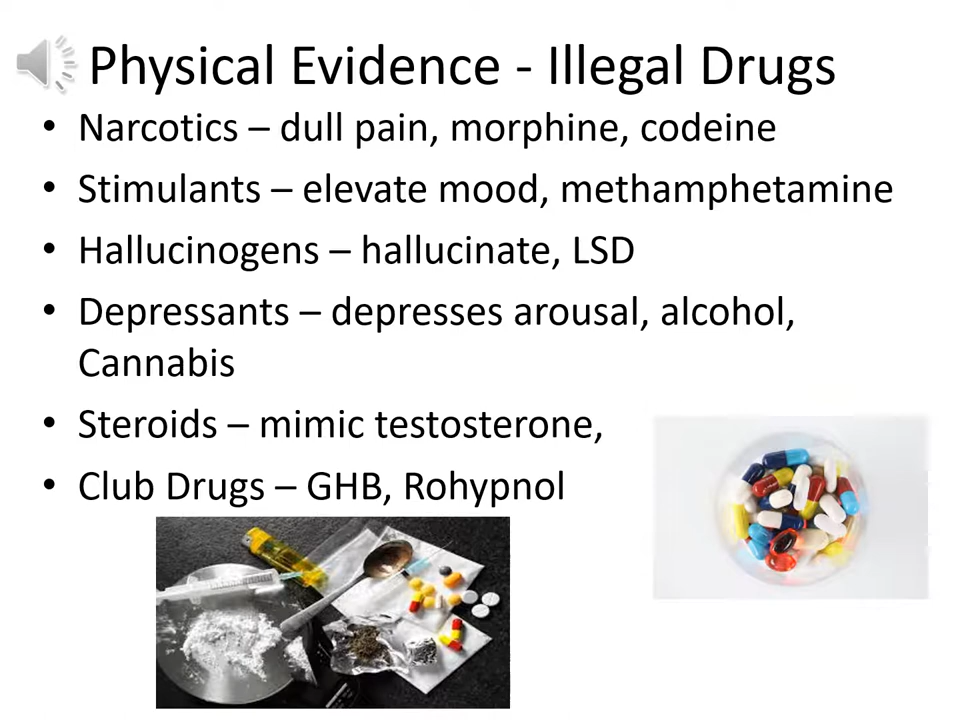 Physical Evidence - Illegal Drugs
• Narcotics – dull pain, morphine, codeine
• Stimulants – elevate mood, methamphetamine
• Hallucinogens – hallucinate, LSD
• Depressants – depresses arousal, alcohol,
Cannabis
• Steroids – mimic testosterone,
• Club Drugs – GHB, Rohypnol